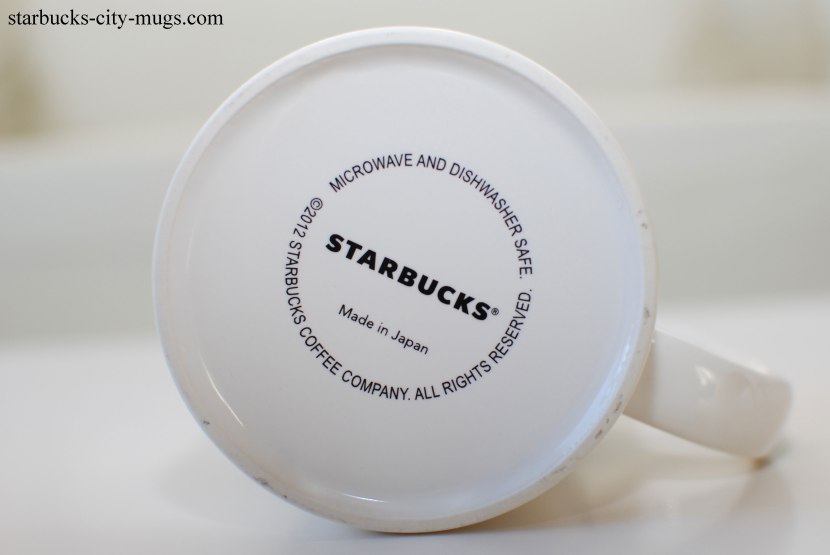 starbucks-city-mugs.com
MICROWAVE AND DISHWASHER SAFE.
©2012 STARBUCKS COFFEE COMPANY. ALL RIGHTS RESERVED.
STARBUCKS®
Made in Japan